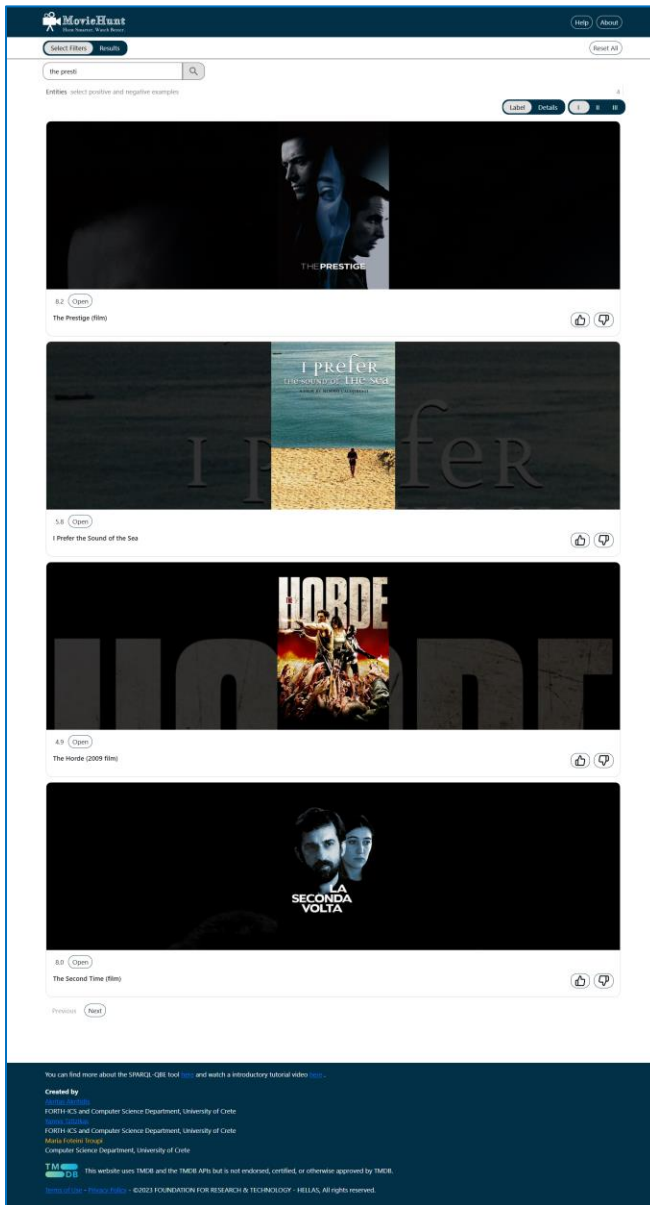 MovieHunt
Hunt Smarter, Watch Better.
Help About
Select Filters Results
Reset All
the presti
Entities select positive and negative examples
4
Label Details I II III
THE PRESTIGE
8.2 Open
The Prestige (film)
I PRefeR
THE SOUND OF THE Sea
I P feR
5.8 Open
I Prefer the Sound of the Sea
HORDE
HORDE
4.9 Open
The Horde (2009 film)
LA
SECONDA
VOLTA
8.0 Open
The Second Time (film)
Previous Next
You can find more about the SPARQL-QBE tool here and watch a introductory tutorial video here .
Created by
FORTH-ICS and Computer Science Department, University of Crete
FORTH-ICS and Computer Science Department, University of Crete
Maria Foteini Troupi
Computer Science Department, University of Crete
TM
DB
This website uses TMDB and the TMDB APIs but is not endorsed, certified, or otherwise approved by TMDB.
Terms of Use - Privacy Policy - ©2023 FOUNDATION FOR RESEARCH & TECHNOLOGY - HELLAS, All rights reserved.